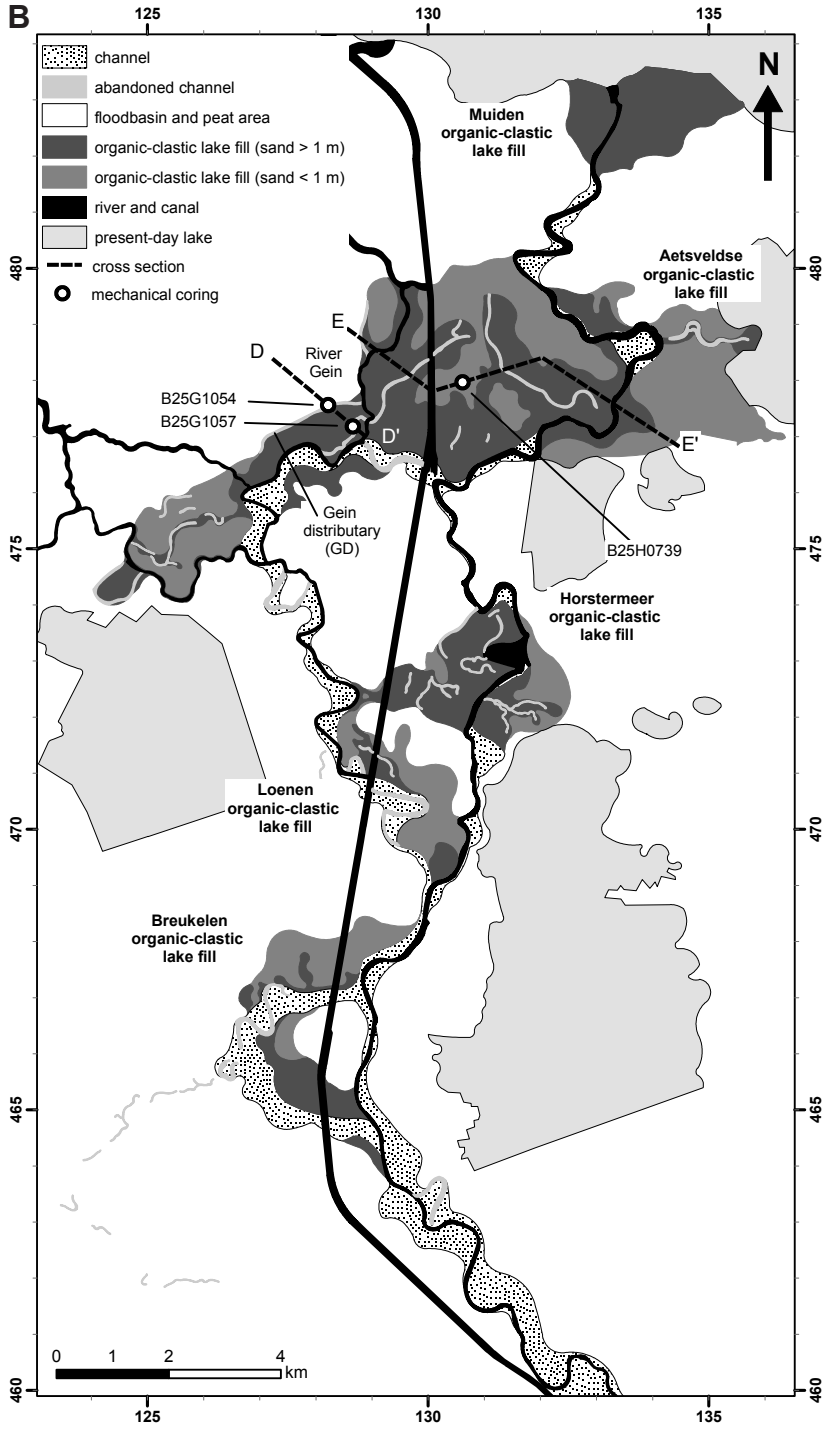 B
125
130
135
channel
abandoned channel
floodbasin and peat area
organic-clastic lake fill (sand > 1 m)
organic-clastic lake fill (sand < 1 m)
river and canal
present-day lake
cross section
mechanical coring
N
Muiden
organic-clastic
lake fill
480
480
Aetsveldse
organic-clastic
lake fill
E
D
River
Gein
B25G1054
B25G1057
D'
E'
Gein
distributary
(GD)
B25H0739
475
475
Horstermeer
organic-clastic
lake fill
Loenen
organic-clastic
lake fill
470
470
Breukelen
organic-clastic
lake fill
465
465
0
1
2
4
km
460
460
125
130
135